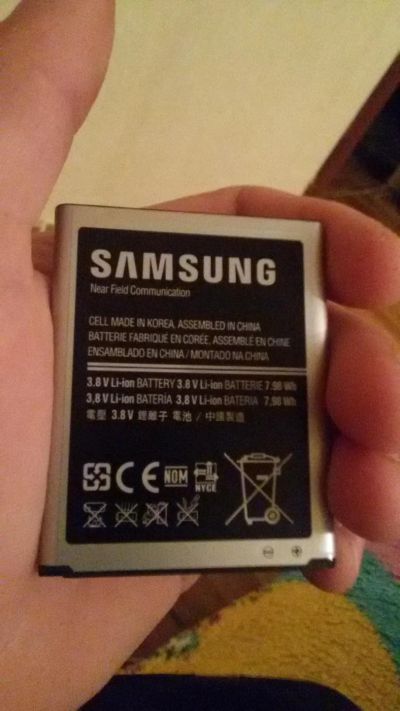 SAMSUNG
Near Field Communication
CELL MADE IN KOREA, ASSEMBLED IN CHINA
BATTERIE FABRIQUÉ EN CORÉE, ASSEMBLÉ EN CHINE
ENSAMBLADO EN CHINA / MONTADO NA CHINA
3.8 V Li-ion BATTERY 3.8 V Li-ion BATTERIE 7.98 Wh
3,8 V Li-ion BATERÍA 3,8 V Li-ion BATERIA 7,98 Wh
電壓 3.8 V 鋰離子 電池 / 中國製造
CE NOM NYCE